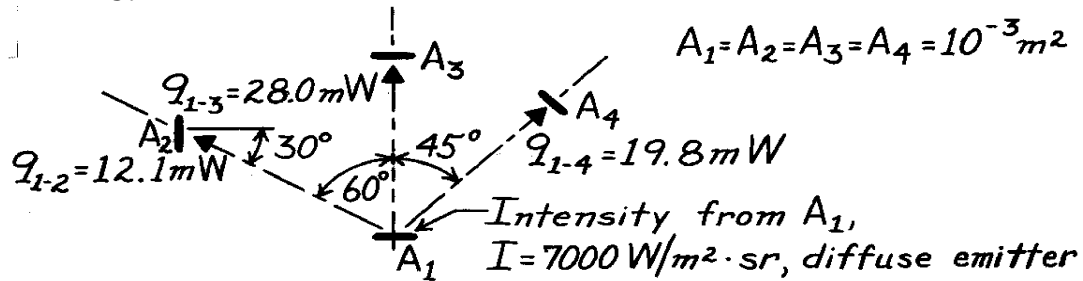 A₃
A₁=A₂=A₃=A₄=10⁻³m²
q₁₋₃=28.0mW
A₄
A₂
30°
45°
q₁₋₄=19.8mW
q₁₋₂=12.1mW
60°
Intensity from A₁,
A₁
I=7000 W/m²·sr, diffuse emitter